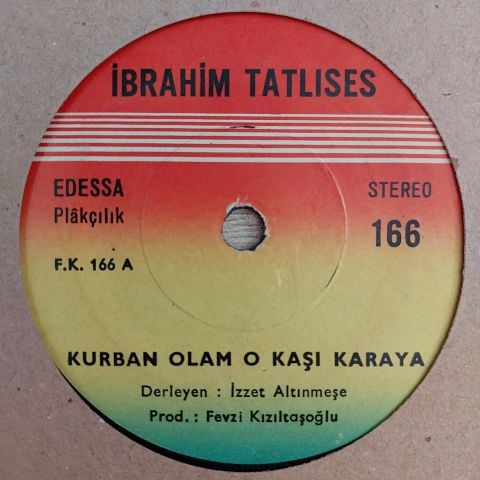 İBRAHİM TATLISES
EDESSA
Plâkçılık
STEREO
166
F.K. 166 A
KURBAN OLAM O KAŞI KARAYA
Derleyen : İzzet Altınmeşe
Prod. : Fevzi Kızıltaşoğlu